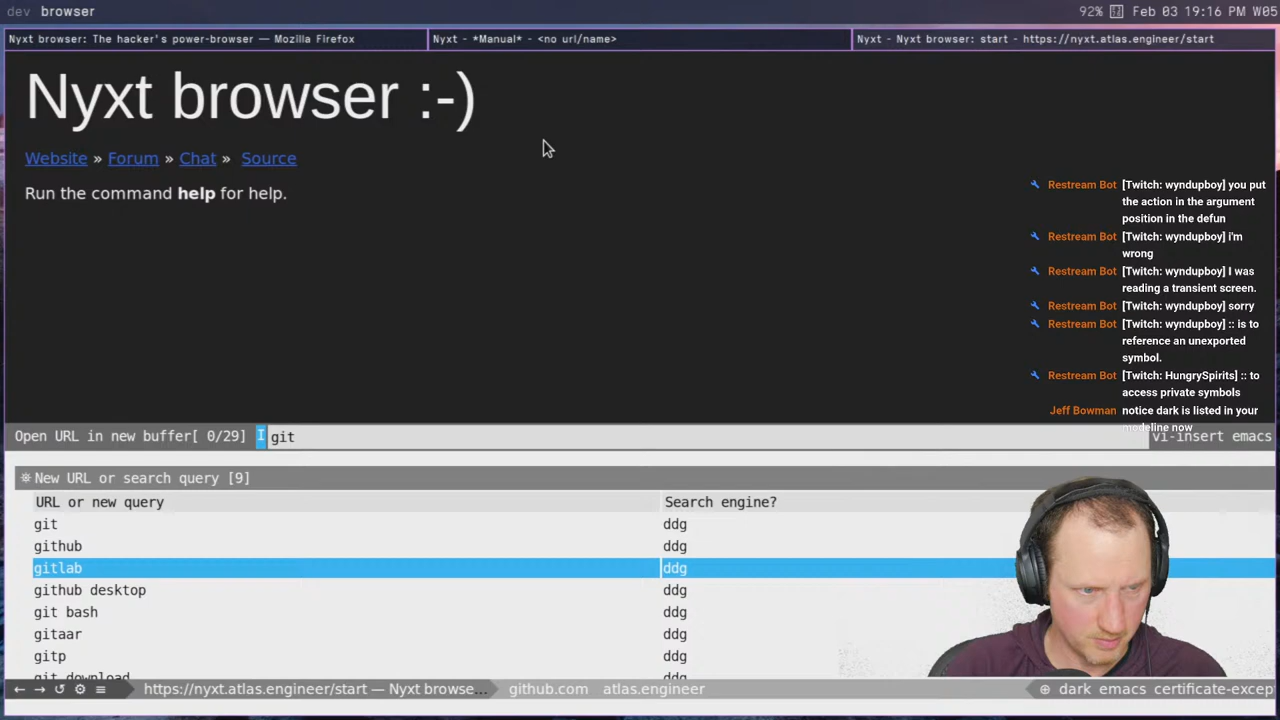 dev browser
92% Feb 03 19:16 PM W05
Nyxt browser: The hacker's power-browser — Mozilla Firefox
Nyxt - *Manual* - <no url/name>
Nyxt - Nyxt browser: start - https://nyxt.atlas.engineer/start
Nyxt browser :-)
Website » Forum » Chat » Source
Run the command help for help.
Restream Bot [Twitch: wyndupboy] you put
the action in the argument
position in the defun
Restream Bot [Twitch: wyndupboy] i'm
wrong
Restream Bot [Twitch: wyndupboy] I was
reading a transient screen.
Restream Bot [Twitch: wyndupboy] sorry
Restream Bot [Twitch: wyndupboy] :: is to
reference an unexported
symbol.
Restream Bot [Twitch: HungrySpirits] :: to
access private symbols
Jeff Bowman notice dark is listed in your
modeline now
Open URL in new buffer[ 0/29] I git vi-insert emacs
New URL or search query [9]
URL or new query Search engine?
git ddg
github ddg
gitlab ddg
github desktop ddg
git bash ddg
gitaar ddg
gitp ddg
git download ddg
← → ↺ ⚙ ≡ https://nyxt.atlas.engineer/start — Nyxt browse... github.com atlas.engineer ⊕ dark emacs certificate-excep